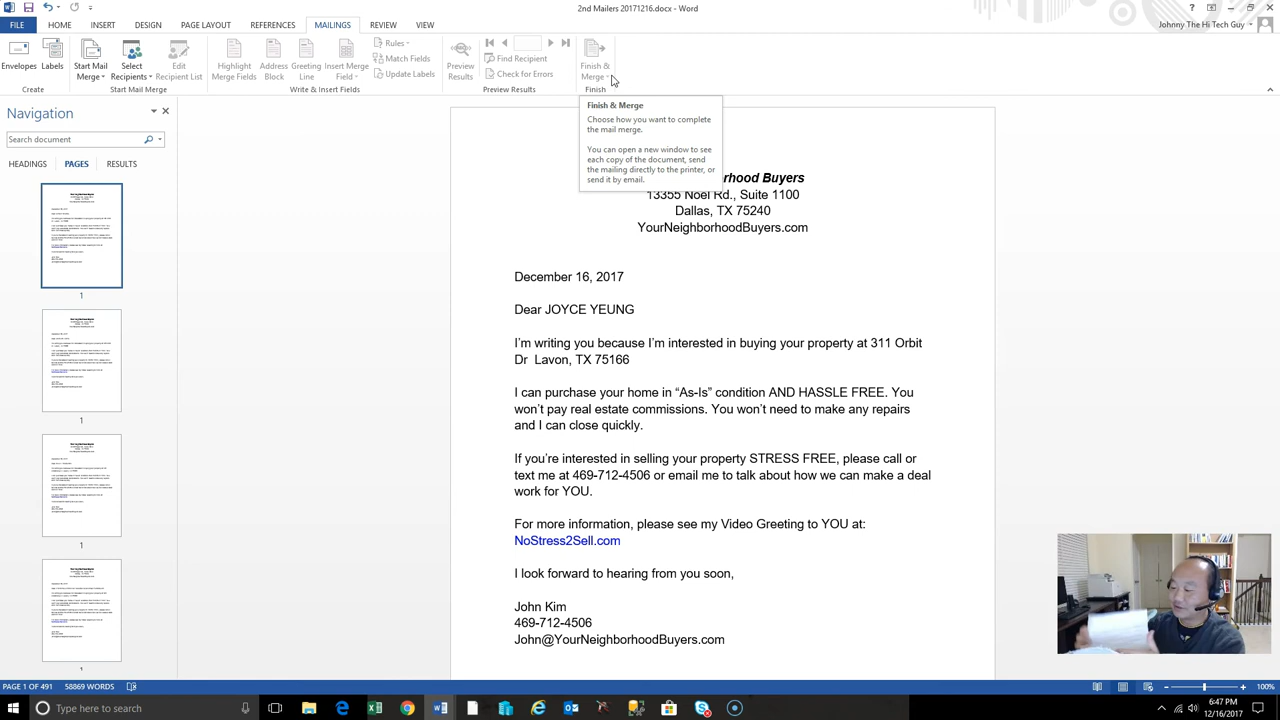 2nd Mailers 20171216.docx - Word
FILE HOME INSERT DESIGN PAGE LAYOUT REFERENCES MAILINGS REVIEW VIEW Johnny The Hi Tech Guy
Envelopes
Labels
Start Mail Merge
Select Recipients
Edit Recipient List
Highlight Merge Fields
Address Block
Greeting Line
Insert Merge Field
Rules
Match Fields
Update Labels
Preview Results
Find Recipient
Check for Errors
Finish & Merge
Create Start Mail Merge Write & Insert Fields Preview Results Finish
Navigation
Search document
HEADINGS PAGES RESULTS
1
1
1
Finish & Merge
Choose how you want to complete
the mail merge.
You can open a new window to see
each copy of the document, send
the mailing directly to the printer, or
send it by email.
rhood Buyers
13355 Noel Rd., Suite 1100
Dallas, TX 75240
YourNeighborhoodBuyers.com
December 16, 2017
Dear JOYCE YEUNG
I'm writing you because I'm interested in buying your property at 311 Orbit
Dr Lavon, TX 75166
I can purchase your home in “As-Is” condition AND HASSLE FREE. You
won't pay real estate commissions. You won't need to make any repairs
and I can close quickly.
If you're interested in selling your property STRESS FREE, please call or
text me at 469-712-4506 or email me to talk about how we can make a deal
work for YOU.
For more information, please see my Video Greeting to YOU at:
NoStress2Sell.com
I look forward to hearing from you soon,
John Kim
John@YourNeighborhoodBuyers.com
PAGE 1 OF 491 58869 WORDS 100%
Type here to search
6:47 PM
12/16/2017